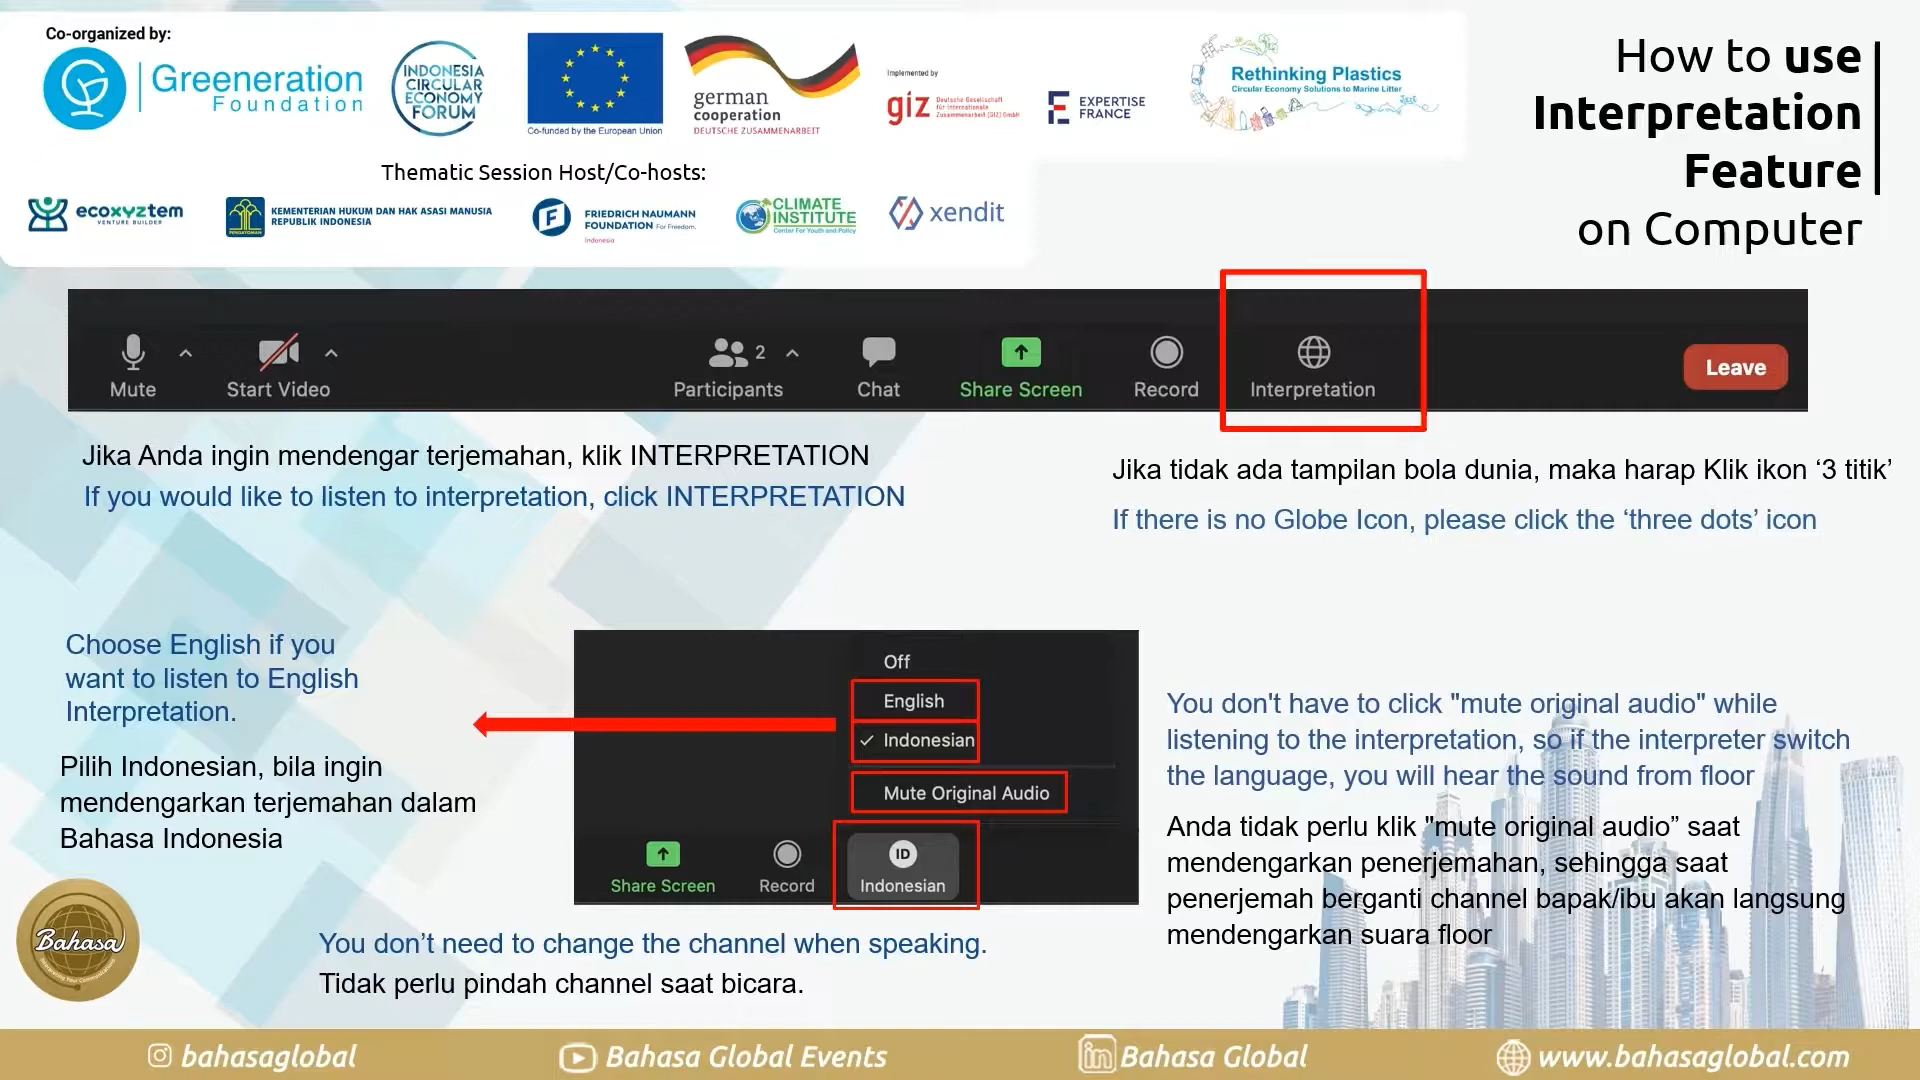 Co-organized by:
Greeneration
Foundation
INDONESIA
CIRCULAR
ECONOMY
FORUM
Co-funded by the European Union
german
cooperation
DEUTSCHE ZUSAMMENARBEIT
Implemented by
giz Deutsche Gesellschaft
für Internationale
Zusammenarbeit (GIZ) GmbH
EXPERTISE
FRANCE
Rethinking Plastics
Circular Economy Solutions to Marine Litter
How to use
Interpretation
Feature
on Computer
Thematic Session Host/Co-hosts:
ecoxyztem
VENTURE BUILDER
PENGAYOMAN
KEMENTERIAN HUKUM DAN HAK ASASI MANUSIA
REPUBLIK INDONESIA
F
FRIEDRICH NAUMANN
FOUNDATION For Freedom.
Indonesia
CLIMATE
INSTITUTE
Center For Youth and Policy
xendit
Mute
Start Video
2
Participants
Chat
Share Screen
Record
Interpretation
Leave
Jika Anda ingin mendengar terjemahan, klik INTERPRETATION
If you would like to listen to interpretation, click INTERPRETATION
Jika tidak ada tampilan bola dunia, maka harap Klik ikon ‘3 titik’
If there is no Globe Icon, please click the ‘three dots’ icon
Choose English if you
want to listen to English
Interpretation.
Pilih Indonesian, bila ingin
mendengarkan terjemahan dalam
Bahasa Indonesia
Off
English
Indonesian
Mute Original Audio
Share Screen
Record
ID
Indonesian
You don't have to click "mute original audio" while
listening to the interpretation, so if the interpreter switch
the language, you will hear the sound from floor
Anda tidak perlu klik "mute original audio” saat
mendengarkan penerjemahan, sehingga saat
penerjemah berganti channel bapak/ibu akan langsung
mendengarkan suara floor
You don’t need to change the channel when speaking.
Tidak perlu pindah channel saat bicara.
Bahasa
bahasaglobal
Bahasa Global Events
in Bahasa Global
www.bahasaglobal.com